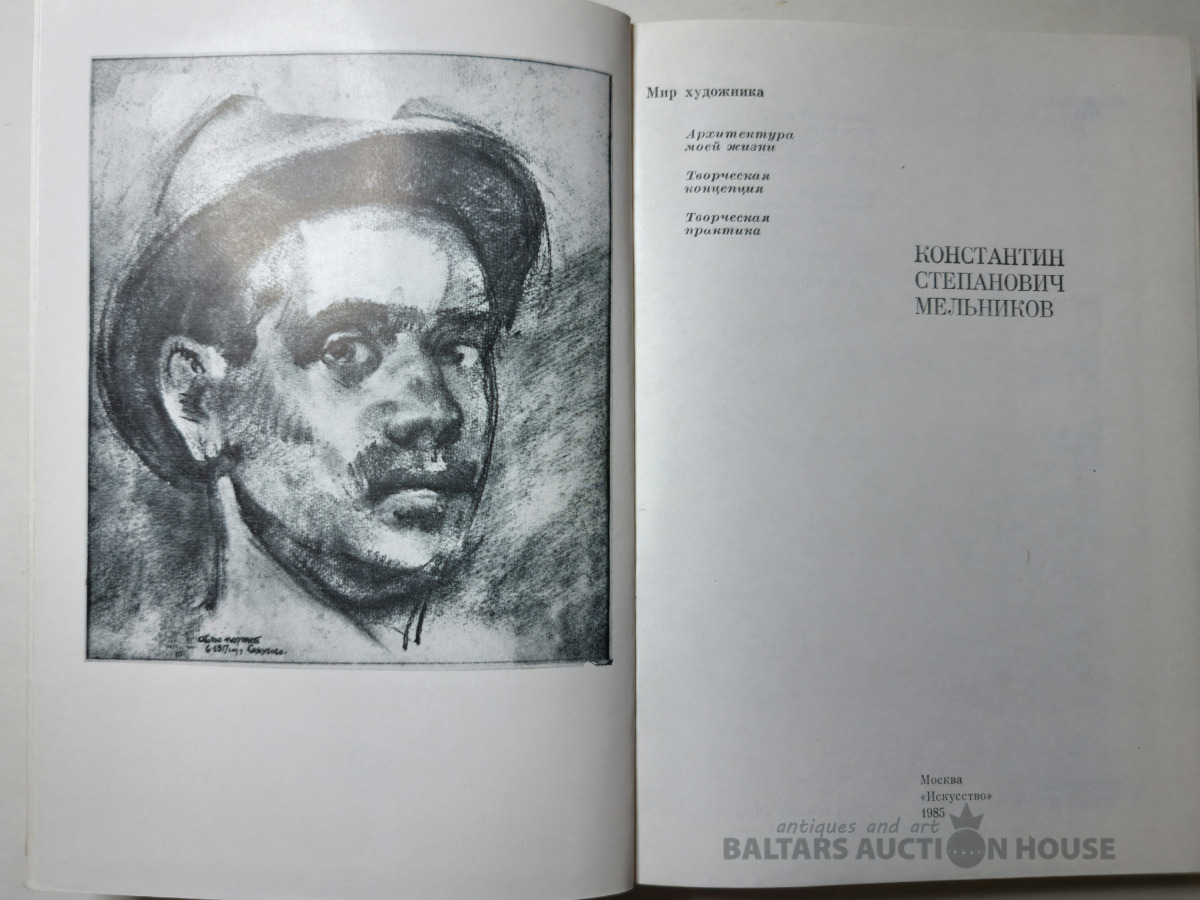 Автопортрет
Мир художника
Архитектура
моей жизни
Творческая
концепция
Творческая
практика
КОНСТАНТИН
СТЕПАНОВИЧ
МЕЛЬНИКОВ
Москва
«Искусство»
1985
antiques and art
BALTARS AUCTION HOUSE